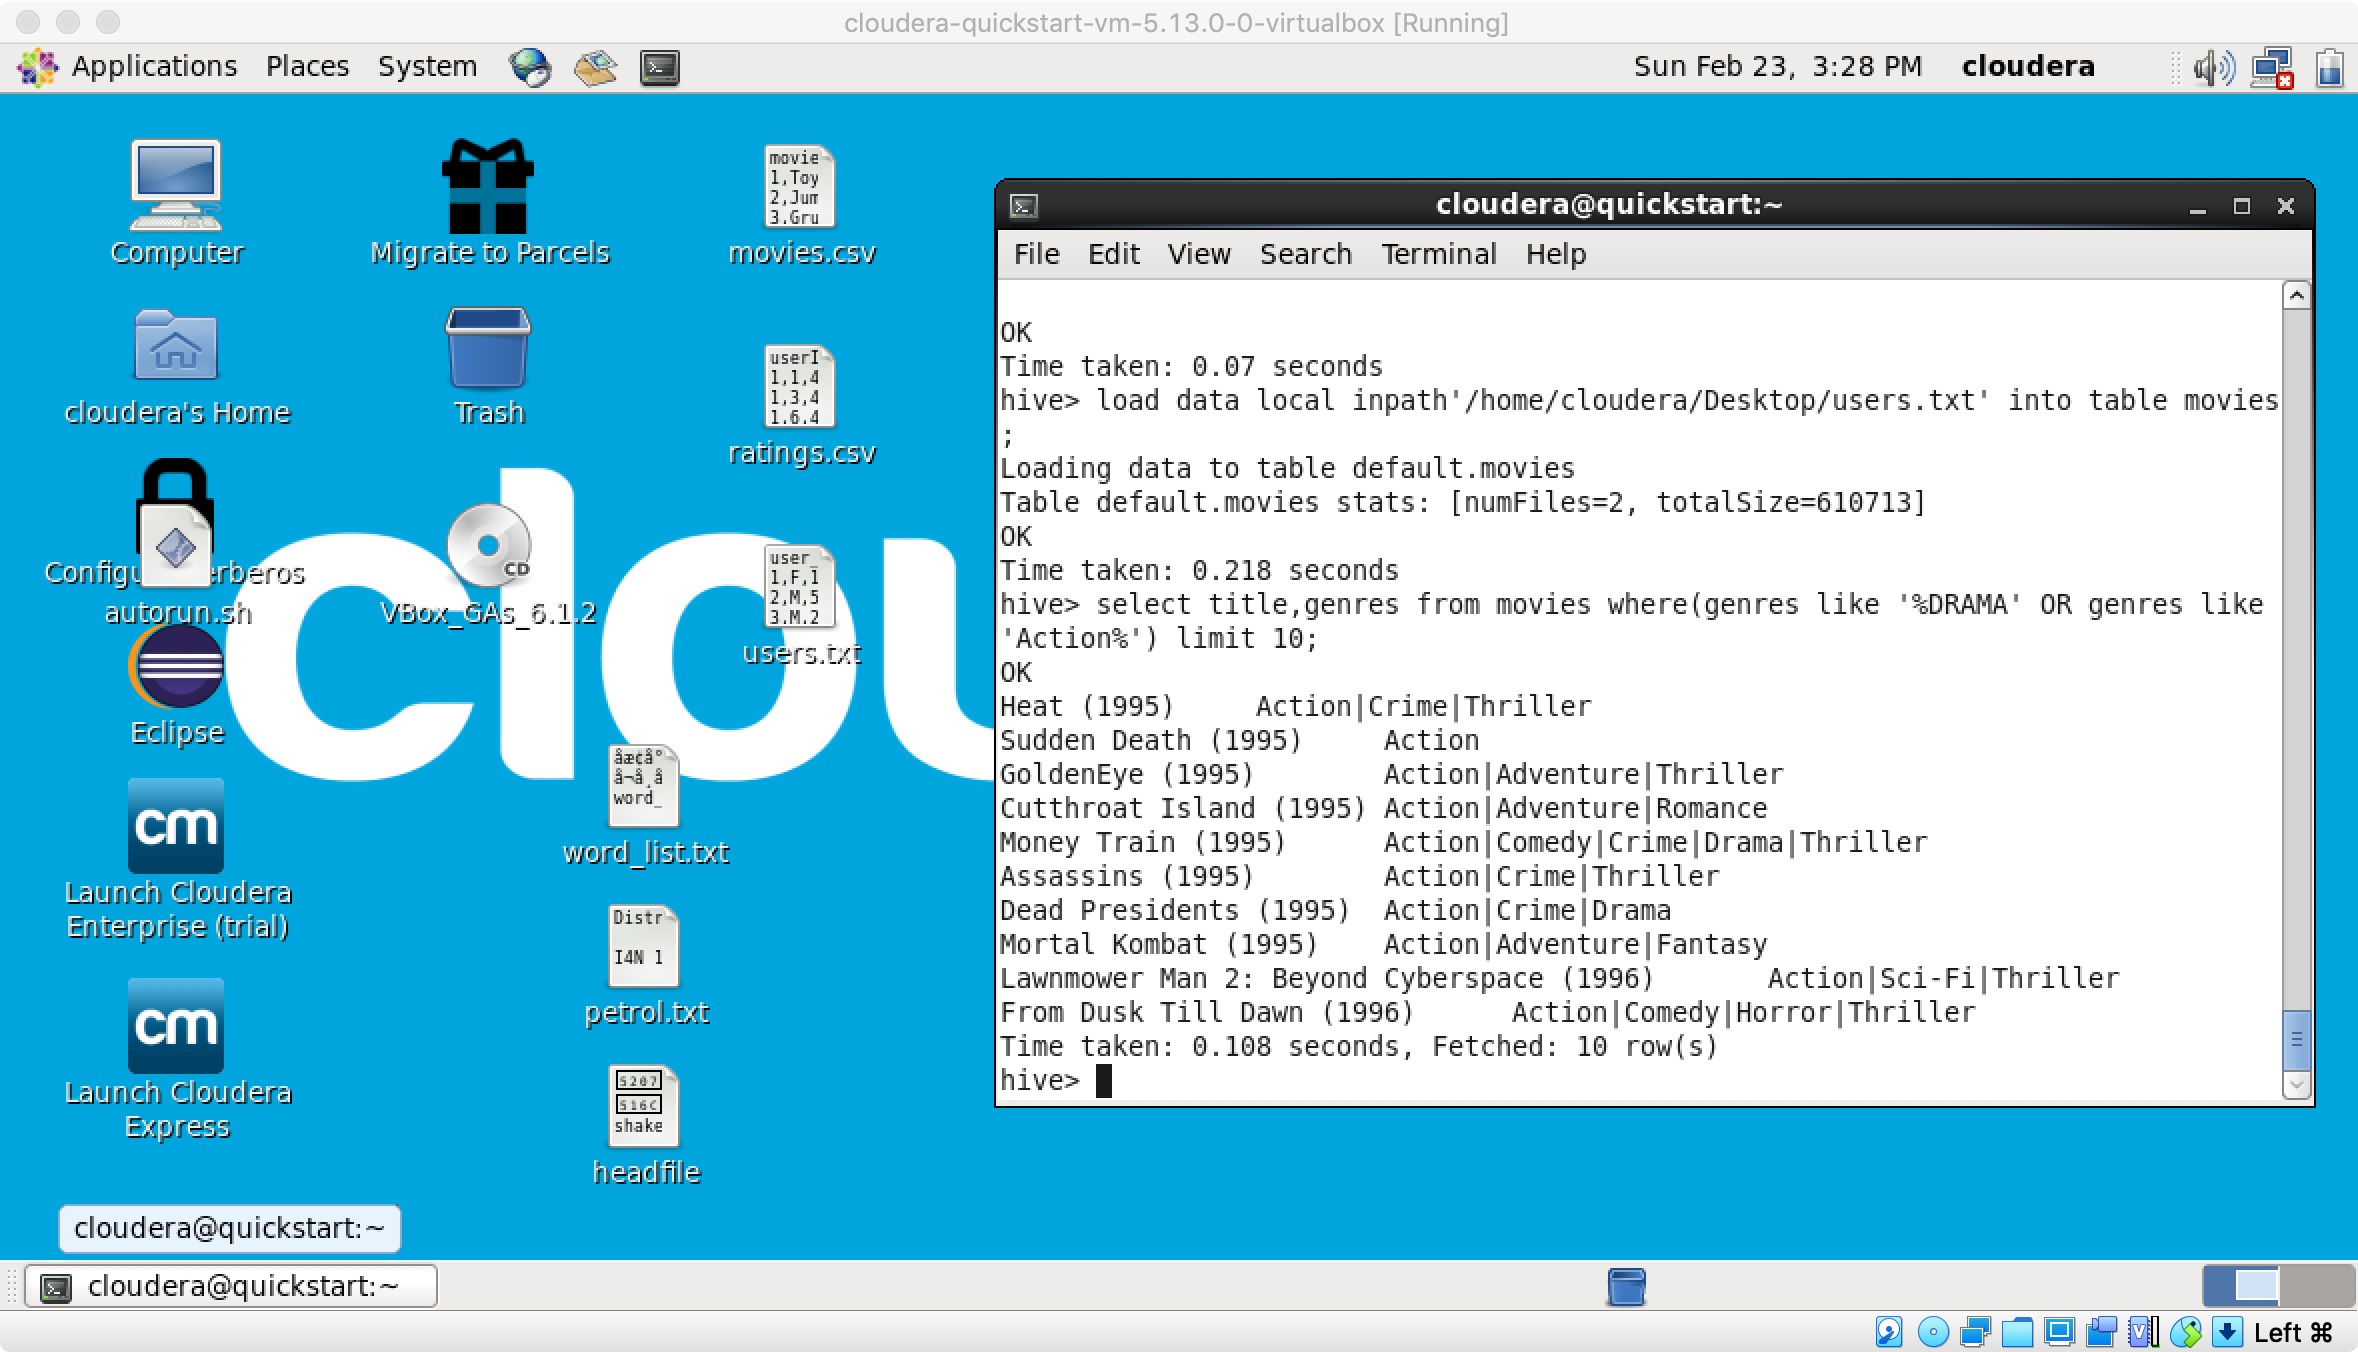 cloudera-quickstart-vm-5.13.0-0-virtualbox [Running]
Applications Places System
Sun Feb 23, 3:28 PM cloudera
Computer
Migrate to Parcels
movie
1,Toy
2,Jum
3.Gru
movies.csv
cloudera's Home
Trash
userI
1,1,4
1,3,4
1.6.4
ratings.csv
autorun.sh
CD
VBox_GAs_6.1.2
user_
1,F,1
2,M,5
3.M.2
users.txt
clou
Eclipse
word_
word_list.txt
cm
Launch Cloudera
Enterprise (trial)
Distr
I4N 1
petrol.txt
cm
Launch Cloudera
Express
5207
516C
shake
headfile
cloudera@quickstart:~
File Edit View Search Terminal Help
OK
Time taken: 0.07 seconds
hive> load data local inpath'/home/cloudera/Desktop/users.txt' into table movies
;
Loading data to table default.movies
Table default.movies stats: [numFiles=2, totalSize=610713]
OK
Time taken: 0.218 seconds
hive> select title,genres from movies where(genres like '%DRAMA' OR genres like
'Action%') limit 10;
OK
Heat (1995) Action|Crime|Thriller
Sudden Death (1995) Action
GoldenEye (1995) Action|Adventure|Thriller
Cutthroat Island (1995) Action|Adventure|Romance
Money Train (1995) Action|Comedy|Crime|Drama|Thriller
Assassins (1995) Action|Crime|Thriller
Dead Presidents (1995) Action|Crime|Drama
Mortal Kombat (1995) Action|Adventure|Fantasy
Lawnmower Man 2: Beyond Cyberspace (1996) Action|Sci-Fi|Thriller
From Dusk Till Dawn (1996) Action|Comedy|Horror|Thriller
Time taken: 0.108 seconds, Fetched: 10 row(s)
hive>
cloudera@quickstart:~
cloudera@quickstart:~
Left ⌘